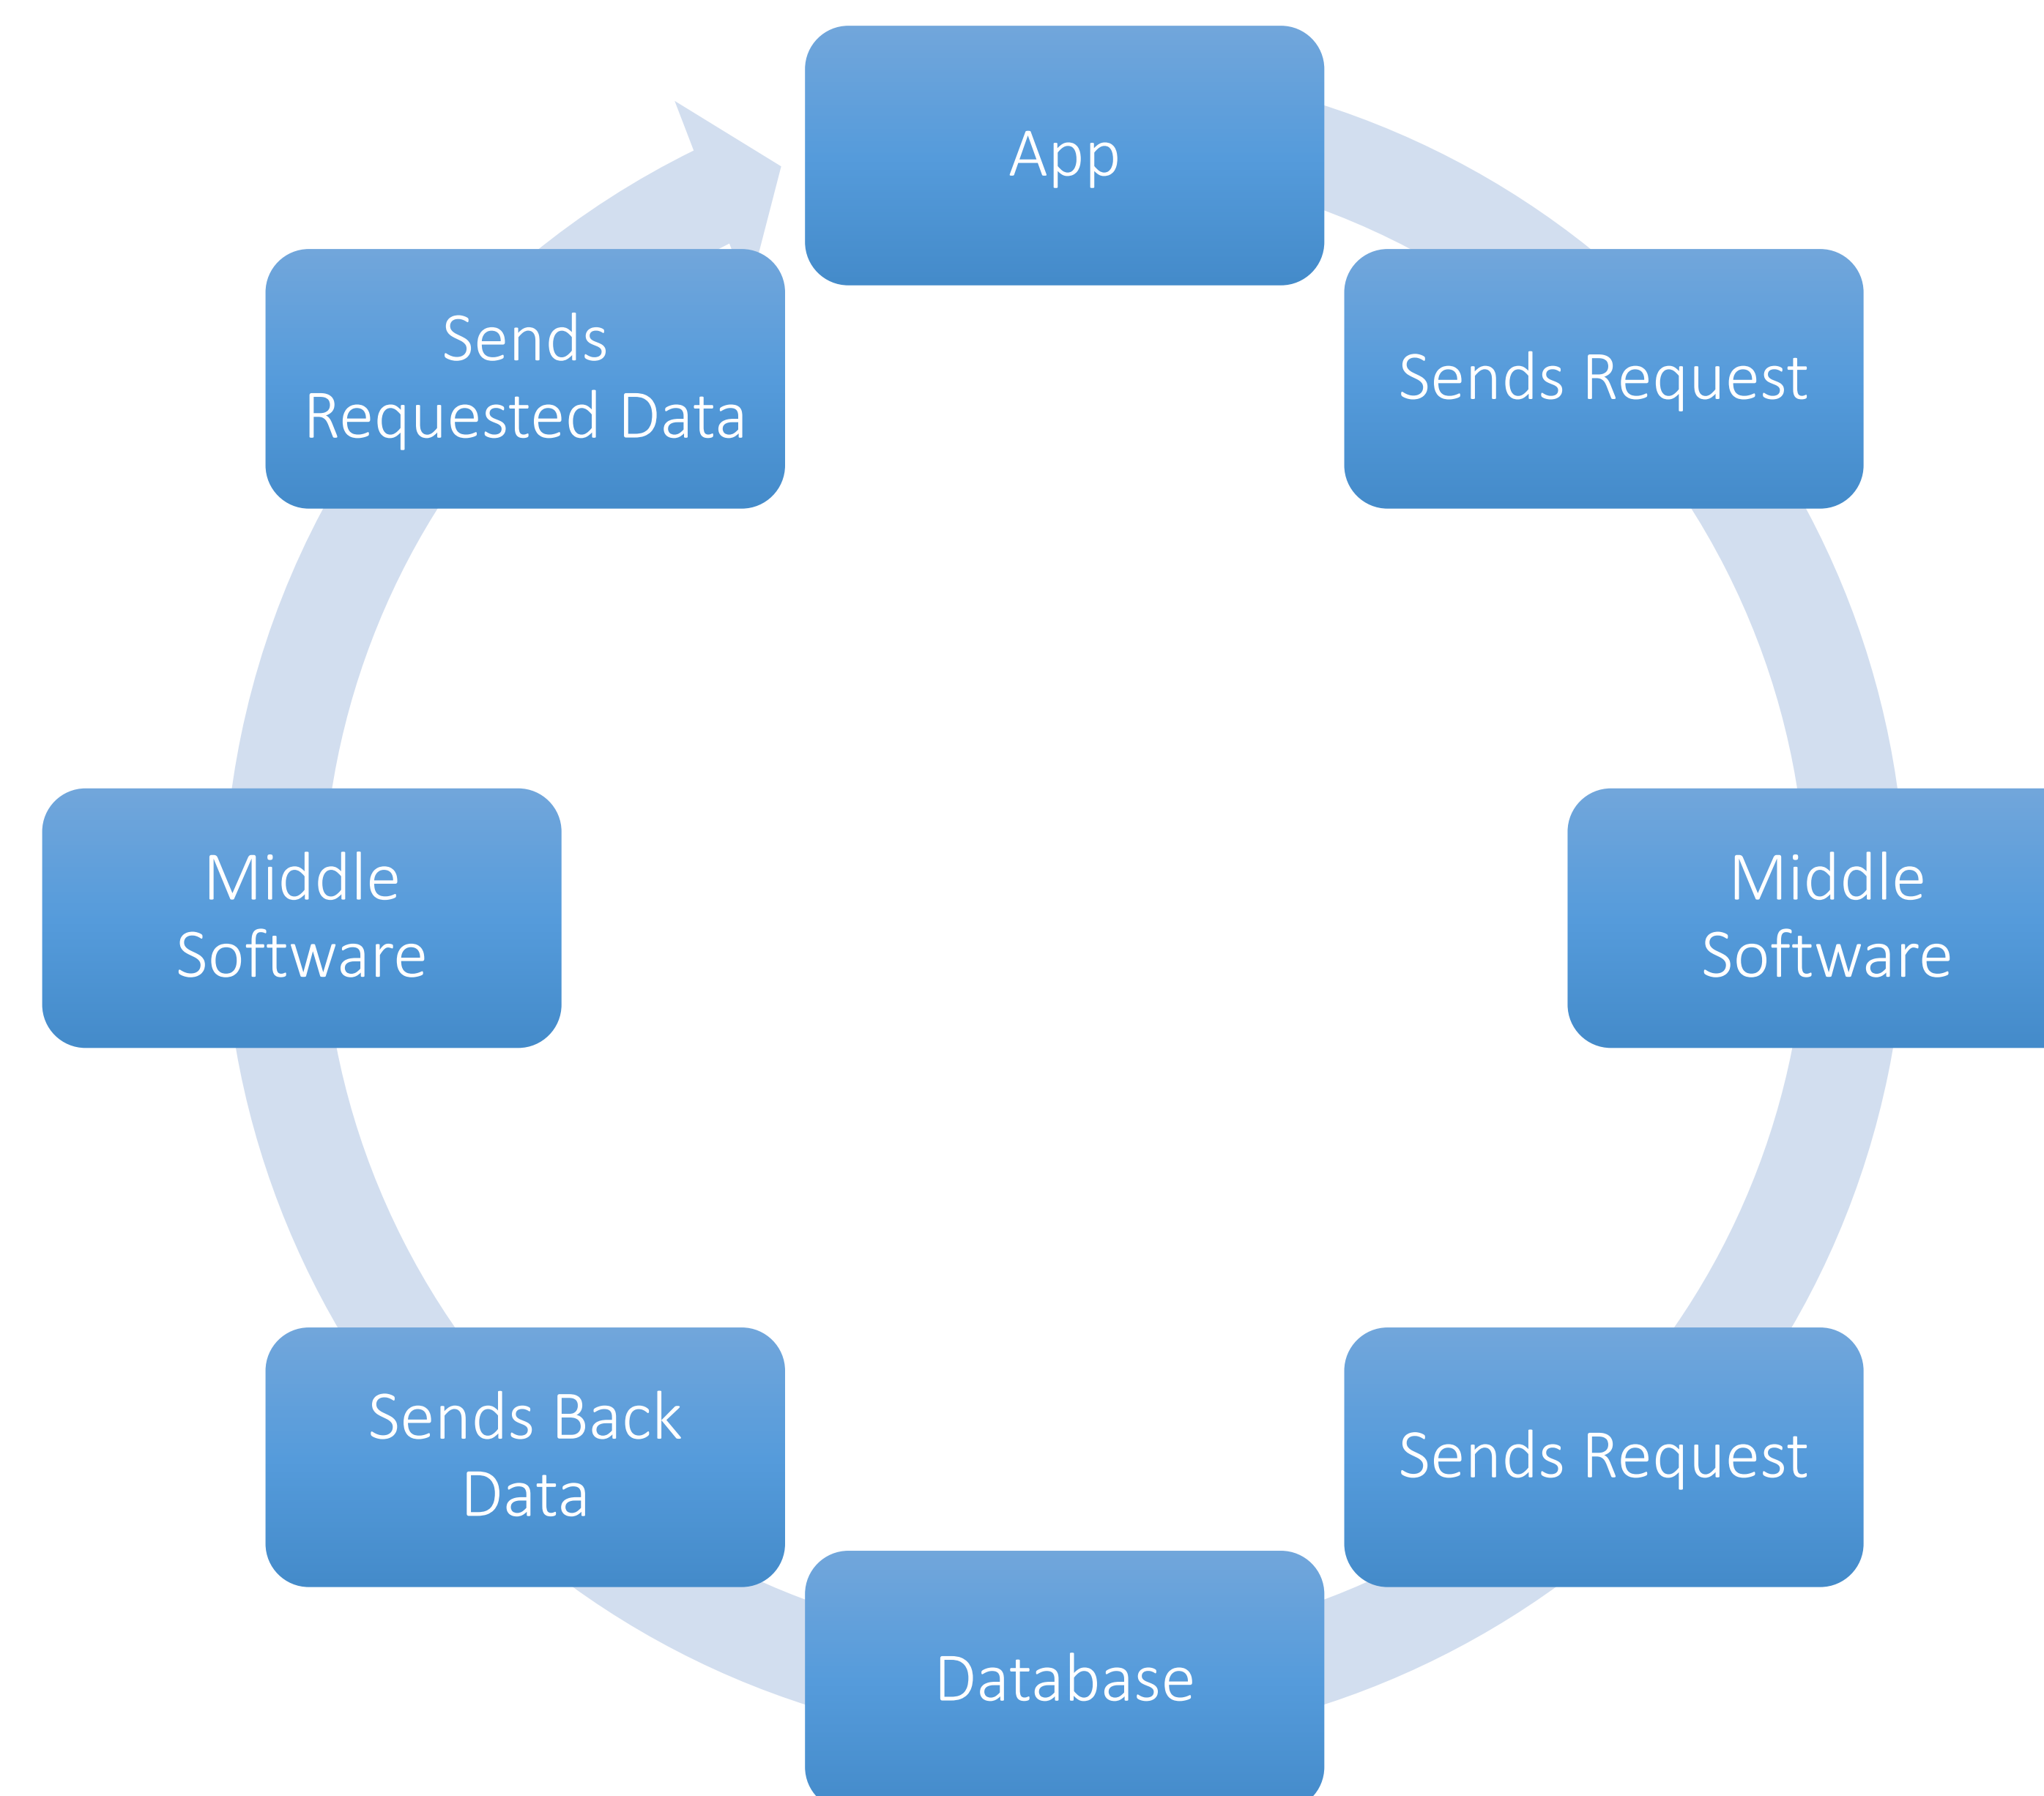 App
Sends Request
Middle
Software
Sends Request
Database
Sends Back
Data
Middle
Software
Sends
Requested Data